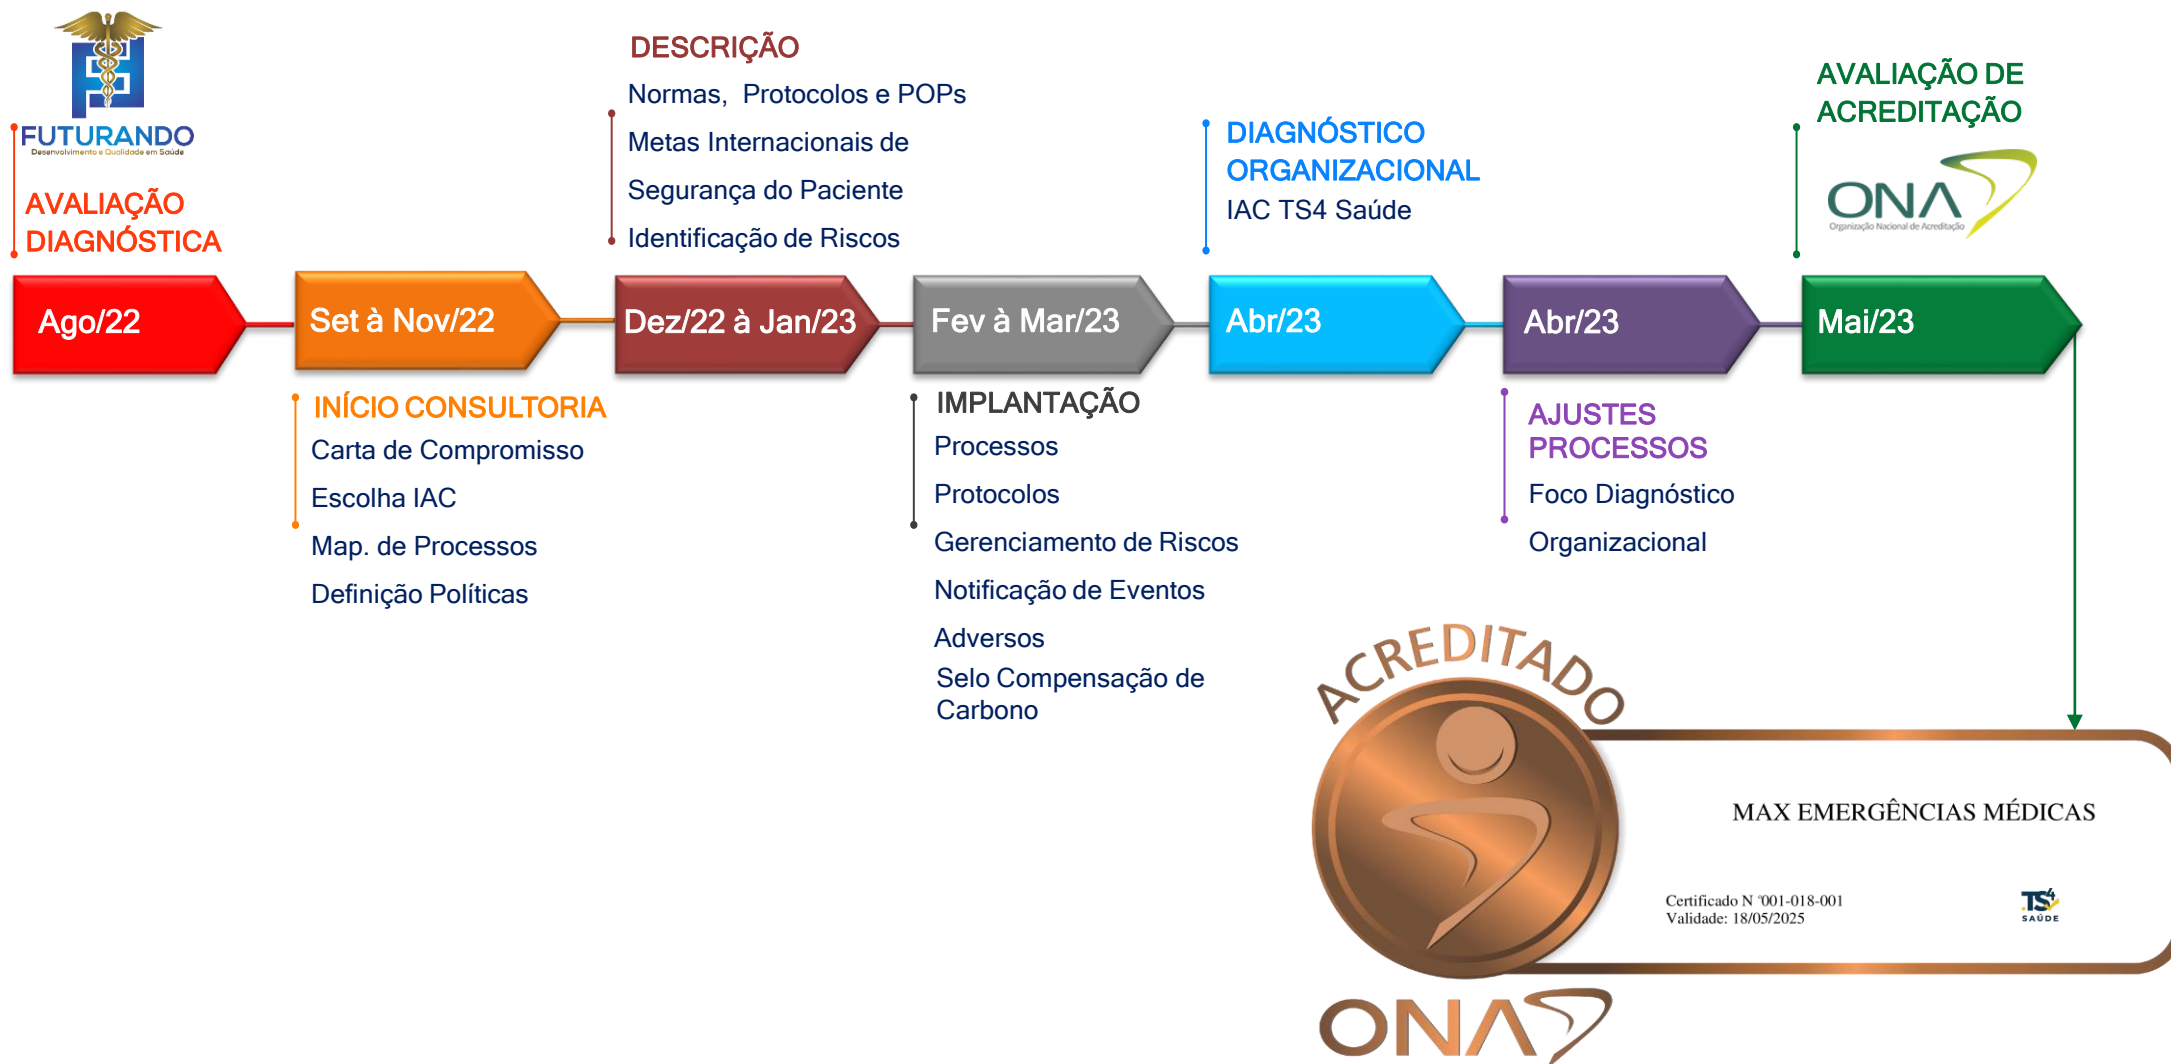 FUTURANDO
Desenvolvimento e Qualidade em Saúde
AVALIAÇÃO
DIAGNÓSTICA
DESCRIÇÃO
Normas, Protocolos e POPs
Metas Internacionais de
Segurança do Paciente
Identificação de Riscos
DIAGNÓSTICO
ORGANIZACIONAL
IAC TS4 Saúde
AVALIAÇÃO DE
ACREDITAÇÃO
ONA
Organização Nacional de Acreditação
Ago/22
Set à Nov/22
Dez/22 à Jan/23
Fev à Mar/23
Abr/23
Abr/23
Mai/23
INÍCIO CONSULTORIA
Carta de Compromisso
Escolha IAC
Map. de Processos
Definição Políticas
IMPLANTAÇÃO
Processos
Protocolos
Gerenciamento de Riscos
Notificação de Eventos
Adversos
Selo Compensação de
Carbono
AJUSTES
PROCESSOS
Foco Diagnóstico
Organizacional
ACREDITADO
MAX EMERGÊNCIAS MÉDICAS
Certificado N °001-018-001
Validade: 18/05/2025
TS4
SAÚDE
ONA